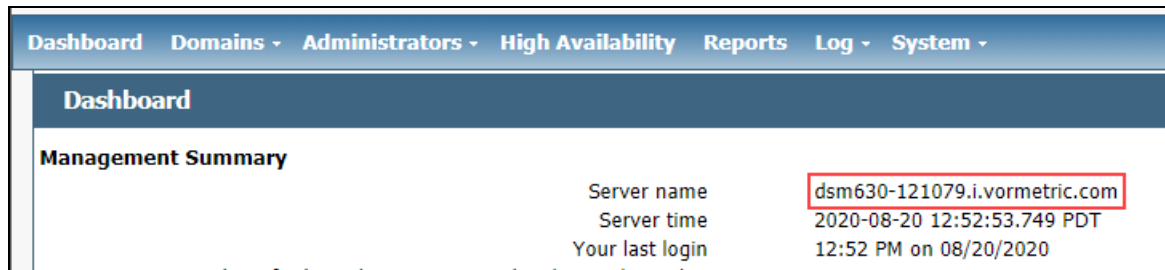 Dashboard Domains - Administrators - High Availability Reports Log - System -
Dashboard
Management Summary
Server name dsm630-121079.i.vormetric.com
Server time 2020-08-20 12:52:53.749 PDT
Your last login 12:52 PM on 08/20/2020